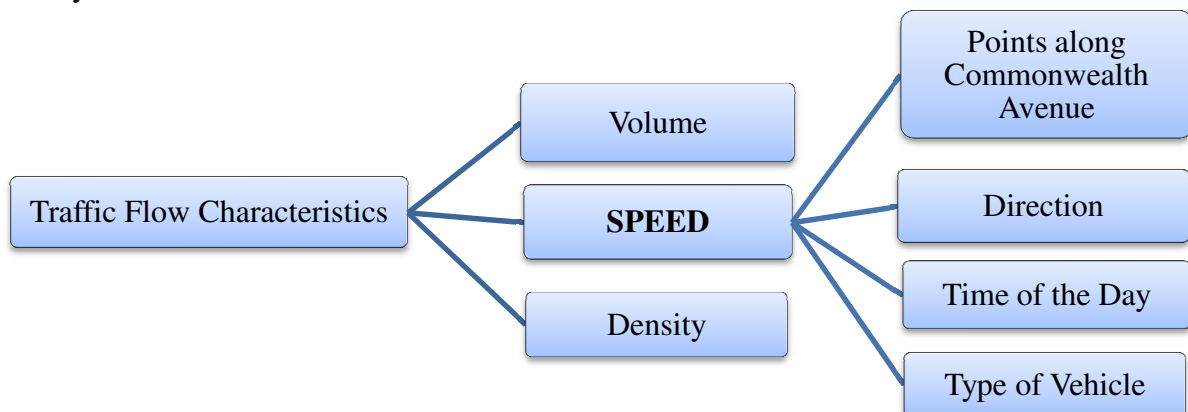 Points along
Commonwealth
Avenue
Volume
Traffic Flow Characteristics
SPEED
Direction
Time of the Day
Density
Type of Vehicle